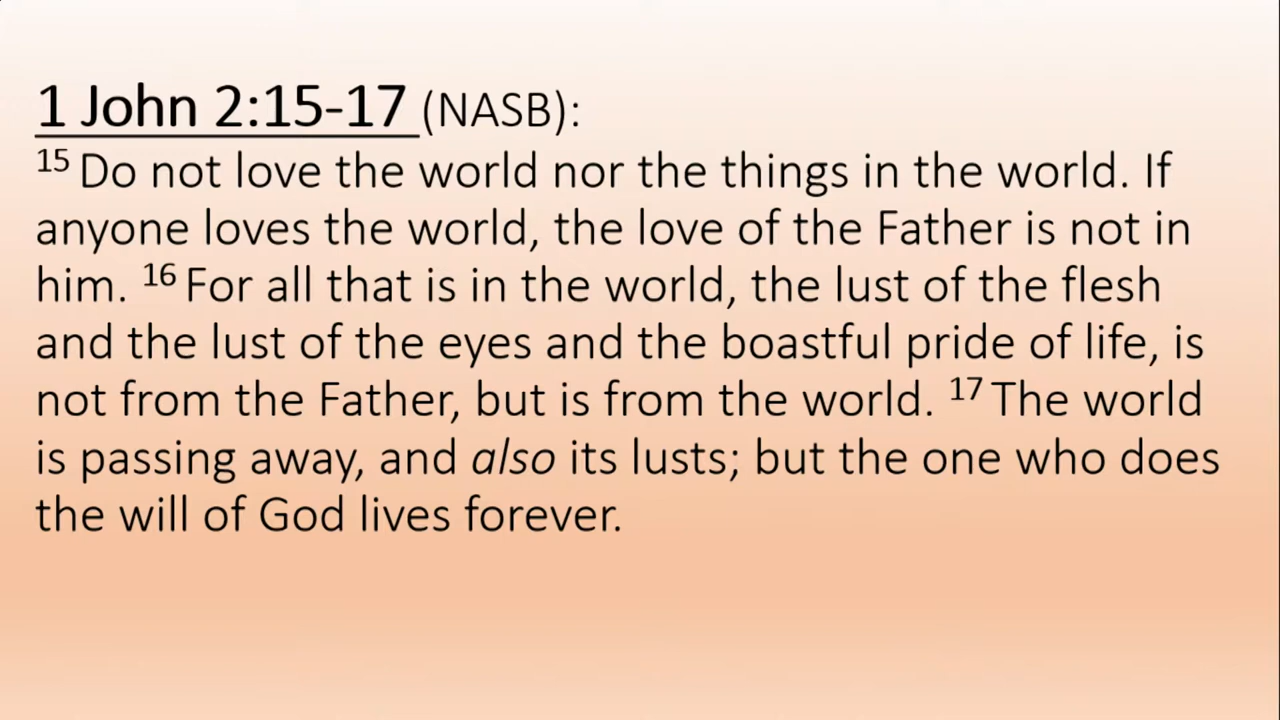 1 John 2:15-17 (NASB):
15 Do not love the world nor the things in the world. If
anyone loves the world, the love of the Father is not in
him. 16 For all that is in the world, the lust of the flesh
and the lust of the eyes and the boastful pride of life, is
not from the Father, but is from the world. 17 The world
is passing away, and also its lusts; but the one who does
the will of God lives forever.